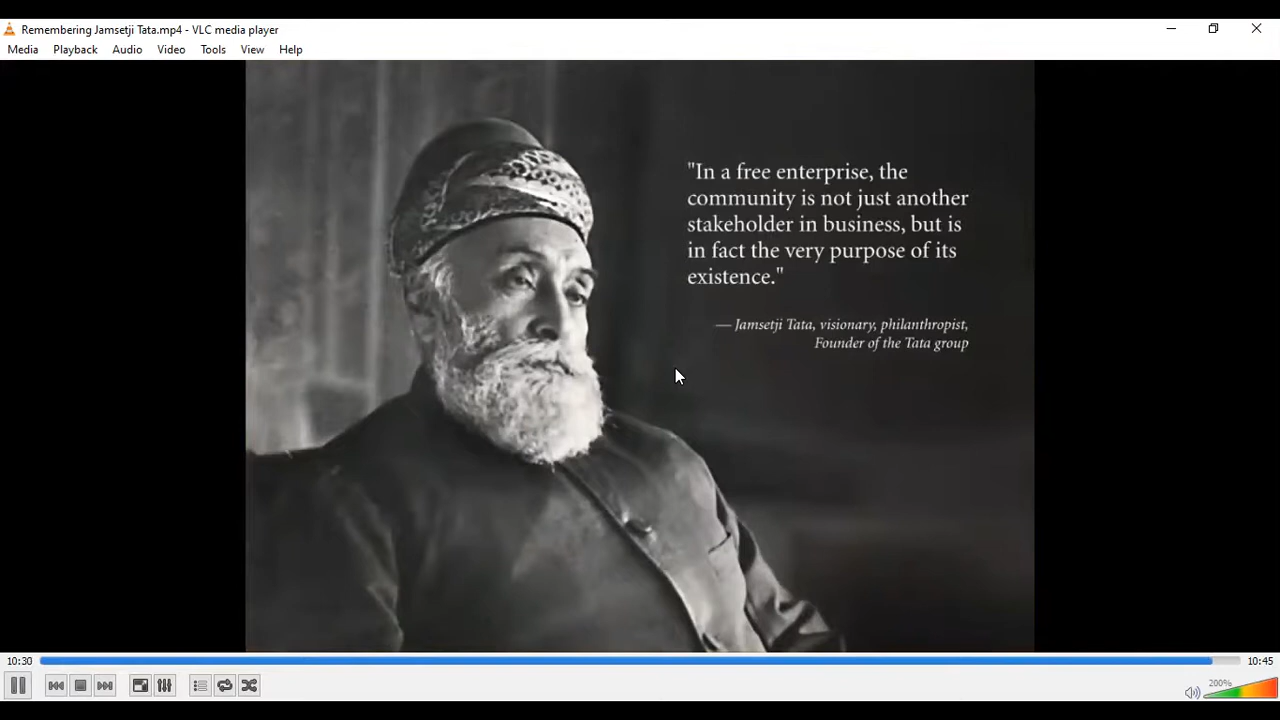 Remembering Jamsetji Tata.mp4 - VLC media player
Media Playback Audio Video Tools View Help
"In a free enterprise, the
community is not just another
stakeholder in business, but is
in fact the very purpose of its
existence."
— Jamsetji Tata, visionary, philanthropist,
Founder of the Tata group
10:30 10:45
200%